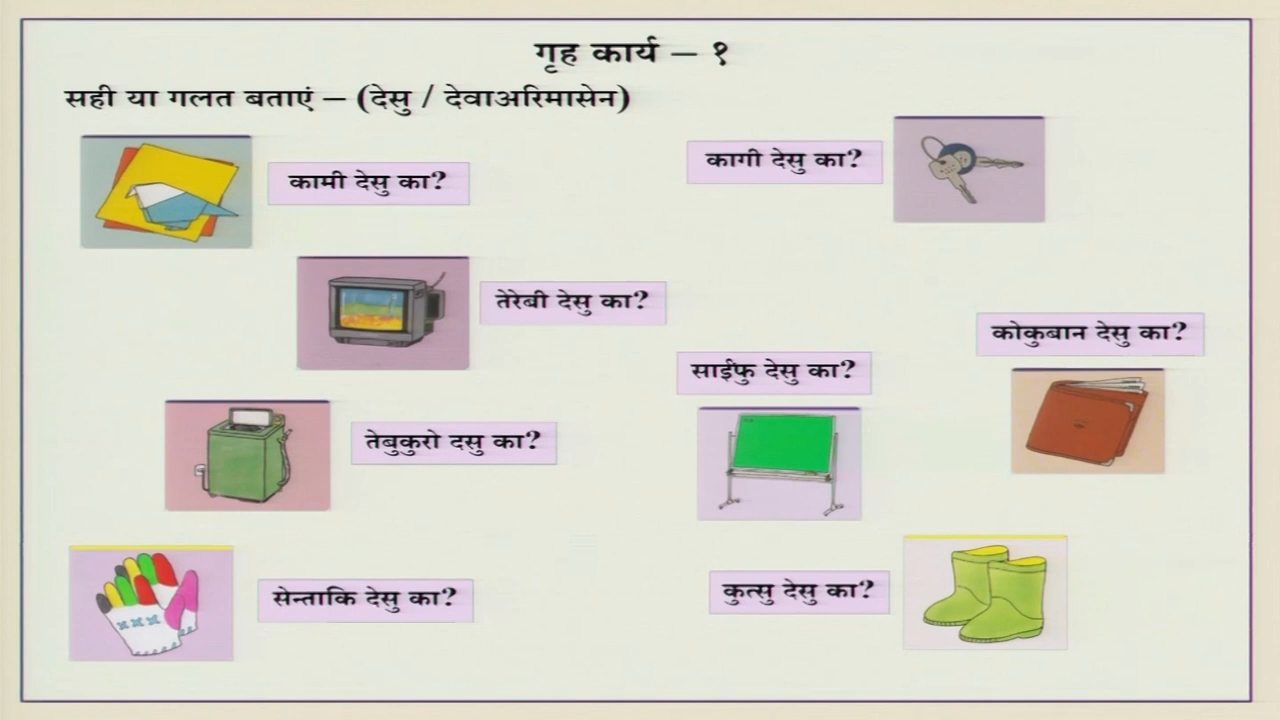 गृह कार्य – १
सही या गलत बताएं – (देसु / देवाअरिमासेन)
कामी देसु का?
कागी देसु का?
तेरेबी देसु का?
कोकुबान देसु का?
साईफु देसु का?
तेबुकुरो दसु का?
सेन्ताकि देसु का?
कुत्सु देसु का?